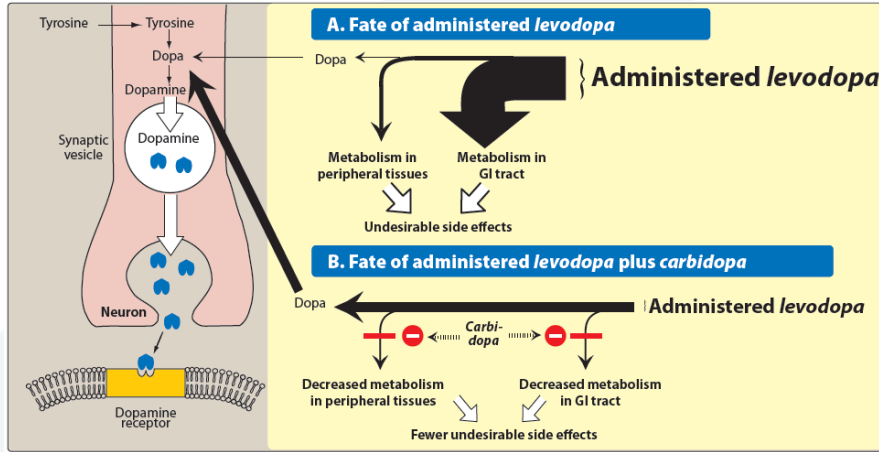 Tyrosine
Tyrosine
Dopa
Dopamine
Dopamine
Synaptic
vesicle
Neuron
Dopamine
receptor
A. Fate of administered levodopa
Dopa
Administered levodopa
Metabolism in
peripheral tissues
Metabolism in
GI tract
Undesirable side effects
B. Fate of administered levodopa plus carbidopa
Dopa
Administered levodopa
Carbi-
dopa
Decreased metabolism
in peripheral tissues
Decreased metabolism
in GI tract
Fewer undesirable side effects